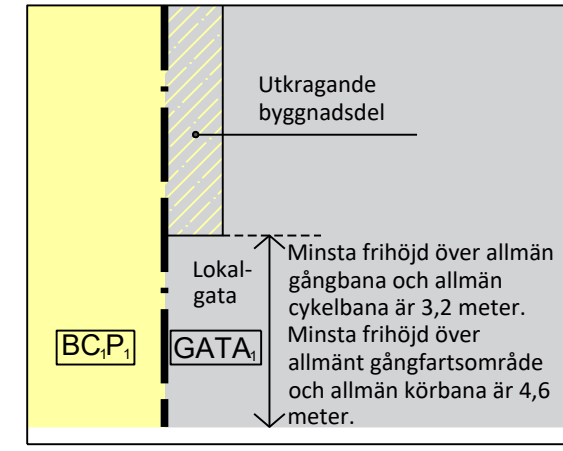 Utkragande
byggnadsdel
Lokal-
gata
BC₁P₁
GATA₁
Minsta frihöjd över allmän
gångbana och allmän
cykelbana är 3,2 meter.
Minsta frihöjd över
allmänt gångfartsområde
och allmän körbana är 4,6
meter.